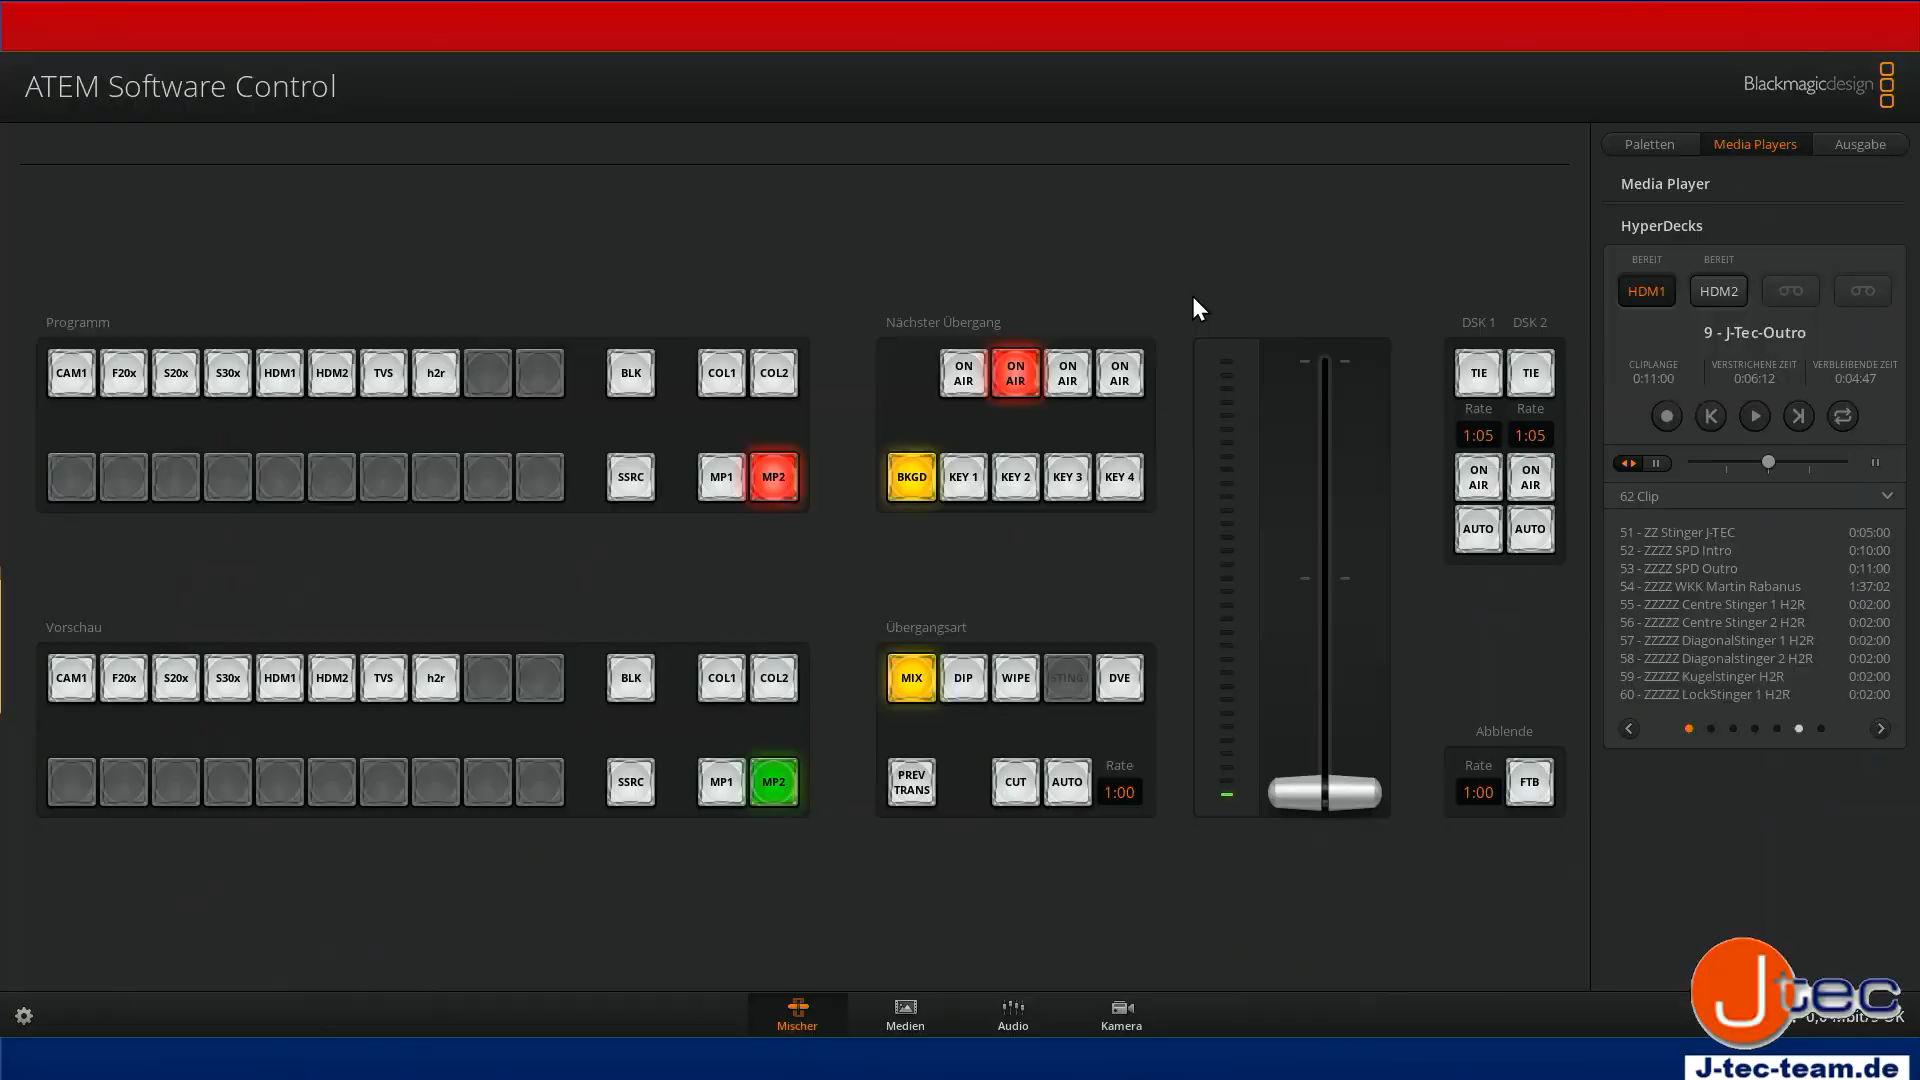 ATEM Software Control
Blackmagicdesign
Paletten Media Players Ausgabe
Media Player
HyperDecks
BEREIT BEREIT
HDM1 HDM2
9 - J-Tec-Outro
CLIPLÄNGE VERSTRICHENE ZEIT VERBLEIBENDE ZEIT
0:11:00 0:06:12 0:04:47
62 Clip
51 - ZZ Stinger J-TEC 0:05:00
52 - ZZZZ SPD Intro 0:10:00
53 - ZZZZ SPD Outro 0:11:00
54 - ZZZZ WKK Martin Rabanus 1:37:02
55 - ZZZZZ Centre Stinger 1 H2R 0:02:00
56 - ZZZZZ Centre Stinger 2 H2R 0:02:00
57 - ZZZZZ DiagonalStinger 1 H2R 0:02:00
58 - ZZZZZ Diagonalstinger 2 H2R 0:02:00
59 - ZZZZZ Kugelstinger H2R 0:02:00
60 - ZZZZZ LockStinger 1 H2R 0:02:00
Programm
CAM1 F20x S20x S30x HDM1 HDM2 TVS h2r BLK COL1 COL2
SSRC MP1 MP2
Nächster Übergang
ON AIR ON AIR ON AIR ON AIR
BKGD KEY 1 KEY 2 KEY 3 KEY 4
DSK 1 DSK 2
TIE TIE
Rate Rate
1:05 1:05
ON AIR ON AIR
AUTO AUTO
Vorschau
CAM1 F20x S20x S30x HDM1 HDM2 TVS h2r BLK COL1 COL2
SSRC MP1 MP2
Übergangsart
MIX DIP WIPE STING DVE
PREV TRANS CUT AUTO Rate 1:00
Abblende
Rate
1:00 FTB
Mischer Medien Audio Kamera
Jtec
J-tec-team.de